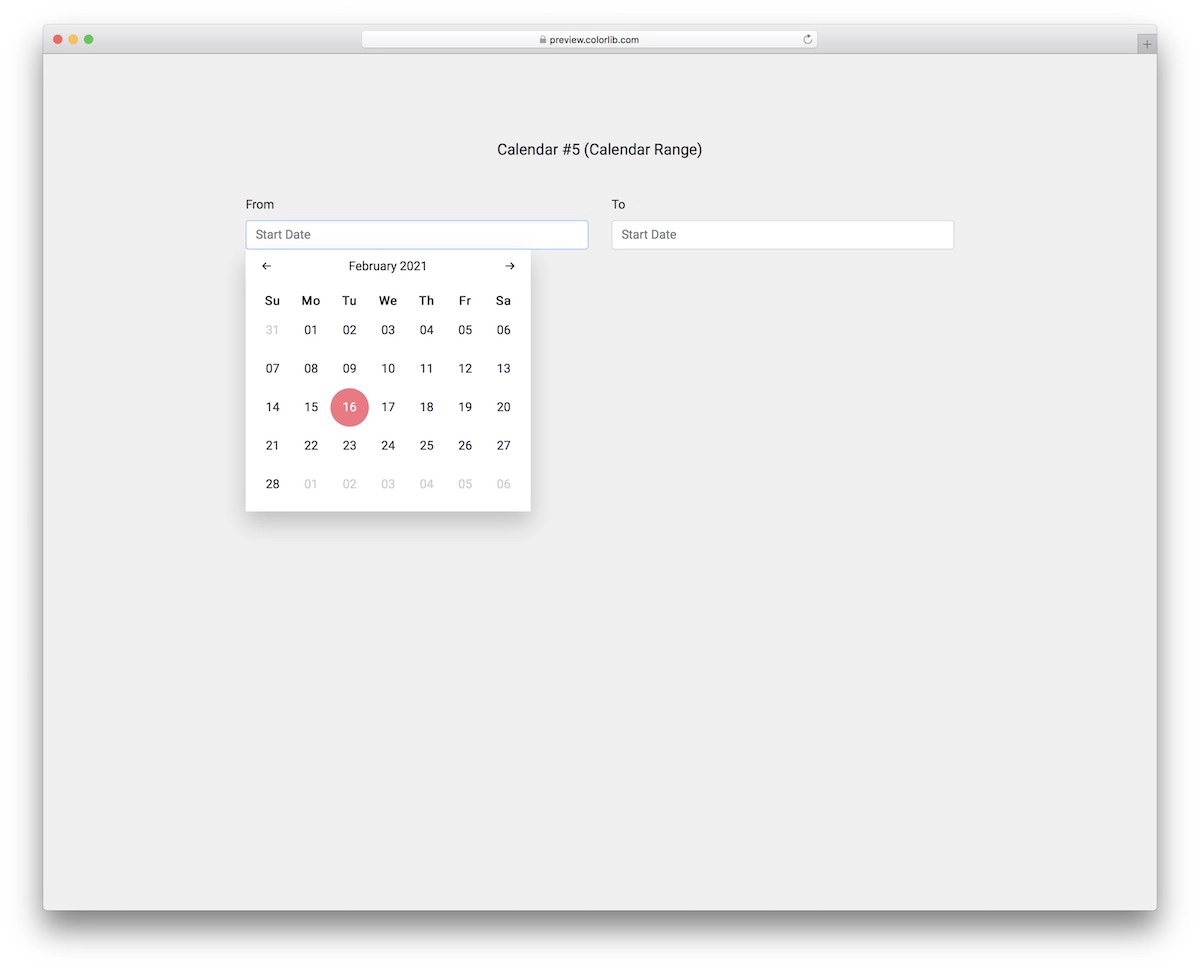 preview.colorlib.com
Calendar #5 (Calendar Range)
From To
Start Date Start Date
February 2021
Su Mo Tu We Th Fr Sa
31 01 02 03 04 05 06
07 08 09 10 11 12 13
14 15 16 17 18 19 20
21 22 23 24 25 26 27
28 01 02 03 04 05 06